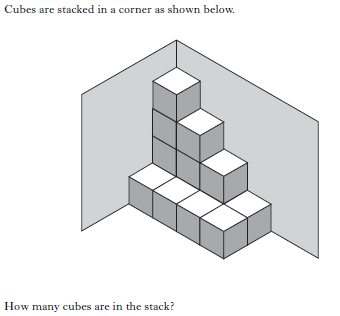 Cubes are stacked in a corner as shown below.
How many cubes are in the stack?